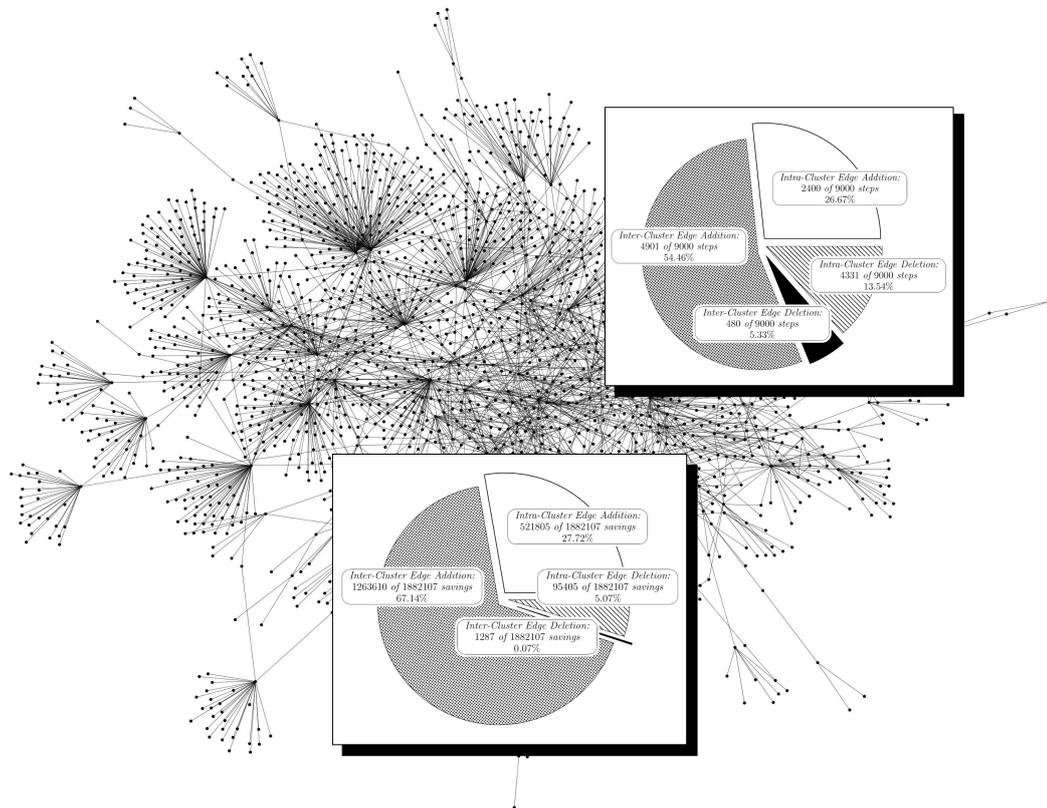 Intra-Cluster Edge Addition:
2400 of 9000 steps
26.67%
Inter-Cluster Edge Addition:
4901 of 9000 steps
54.46%
Intra-Cluster Edge Deletion:
4331 of 9000 steps
13.54%
Inter-Cluster Edge Deletion:
480 of 9000 steps
5.33%
Intra-Cluster Edge Addition:
521805 of 1882107 savings
27.72%
Inter-Cluster Edge Addition:
1263610 of 1882107 savings
67.14%
Intra-Cluster Edge Deletion:
95405 of 1882107 savings
5.07%
Inter-Cluster Edge Deletion:
1287 of 1882107 savings
0.07%